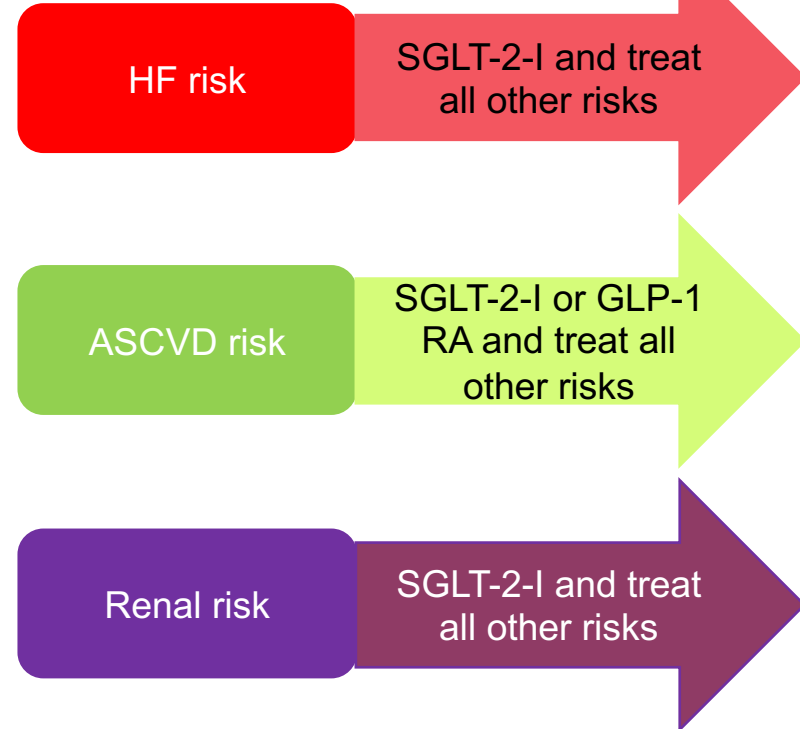 HF risk
SGLT-2-I and treat
all other risks
ASCVD risk
SGLT-2-I or GLP-1
RA and treat all
other risks
Renal risk
SGLT-2-I and treat
all other risks